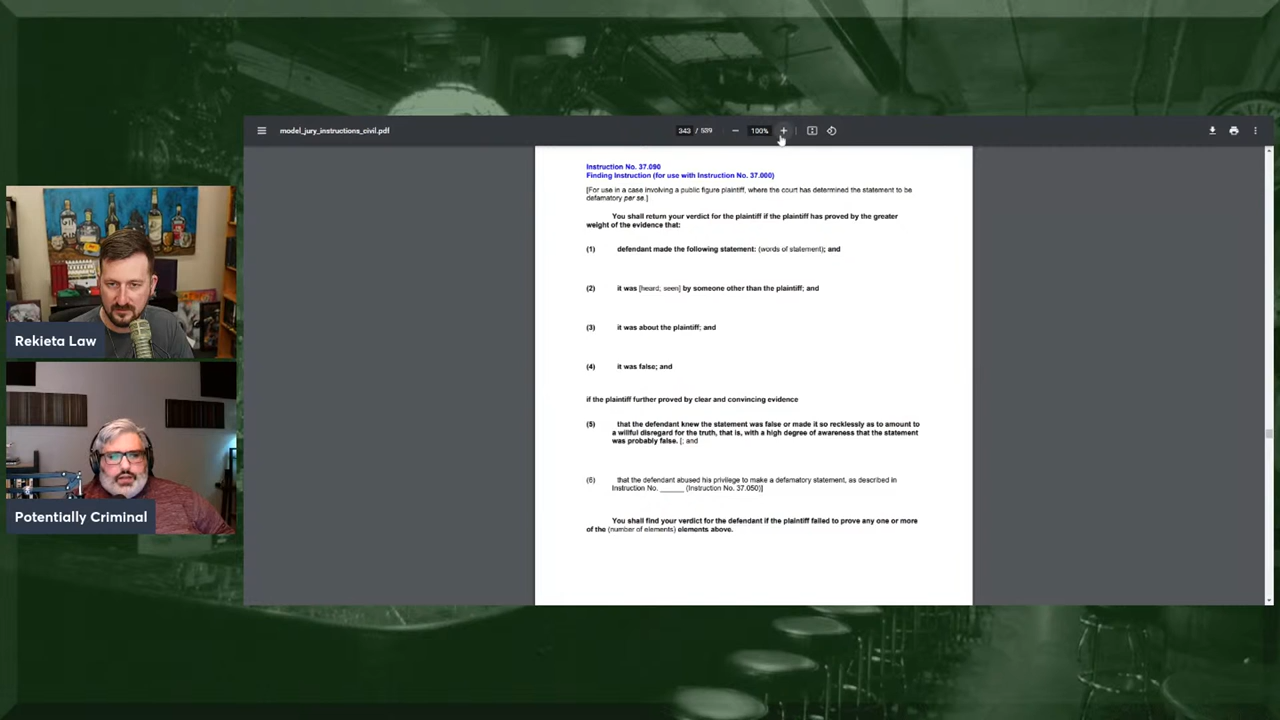 model_jury_instructions_civil.pdf
343 / 539
100%
Instruction No. 37.090
Finding Instruction (for use with Instruction No. 37.000)
[For use in a case involving a public figure plaintiff, where the court has determined the statement to be
defamatory per se.]
You shall return your verdict for the plaintiff if the plaintiff has proved by the greater
weight of the evidence that:
(1) defendant made the following statement: (words of statement); and
(2) it was [heard; seen] by someone other than the plaintiff; and
(3) it was about the plaintiff; and
(4) it was false; and
if the plaintiff further proved by clear and convincing evidence
(5) that the defendant knew the statement was false or made it so recklessly as to amount to
a willful disregard for the truth, that is, with a high degree of awareness that the statement
was probably false. [; and
(6) that the defendant abused his privilege to make a defamatory statement, as described in
Instruction No. ______ (Instruction No. 37.050)]
You shall find your verdict for the defendant if the plaintiff failed to prove any one or more
of the (number of elements) elements above.
Rekieta Law
Potentially Criminal